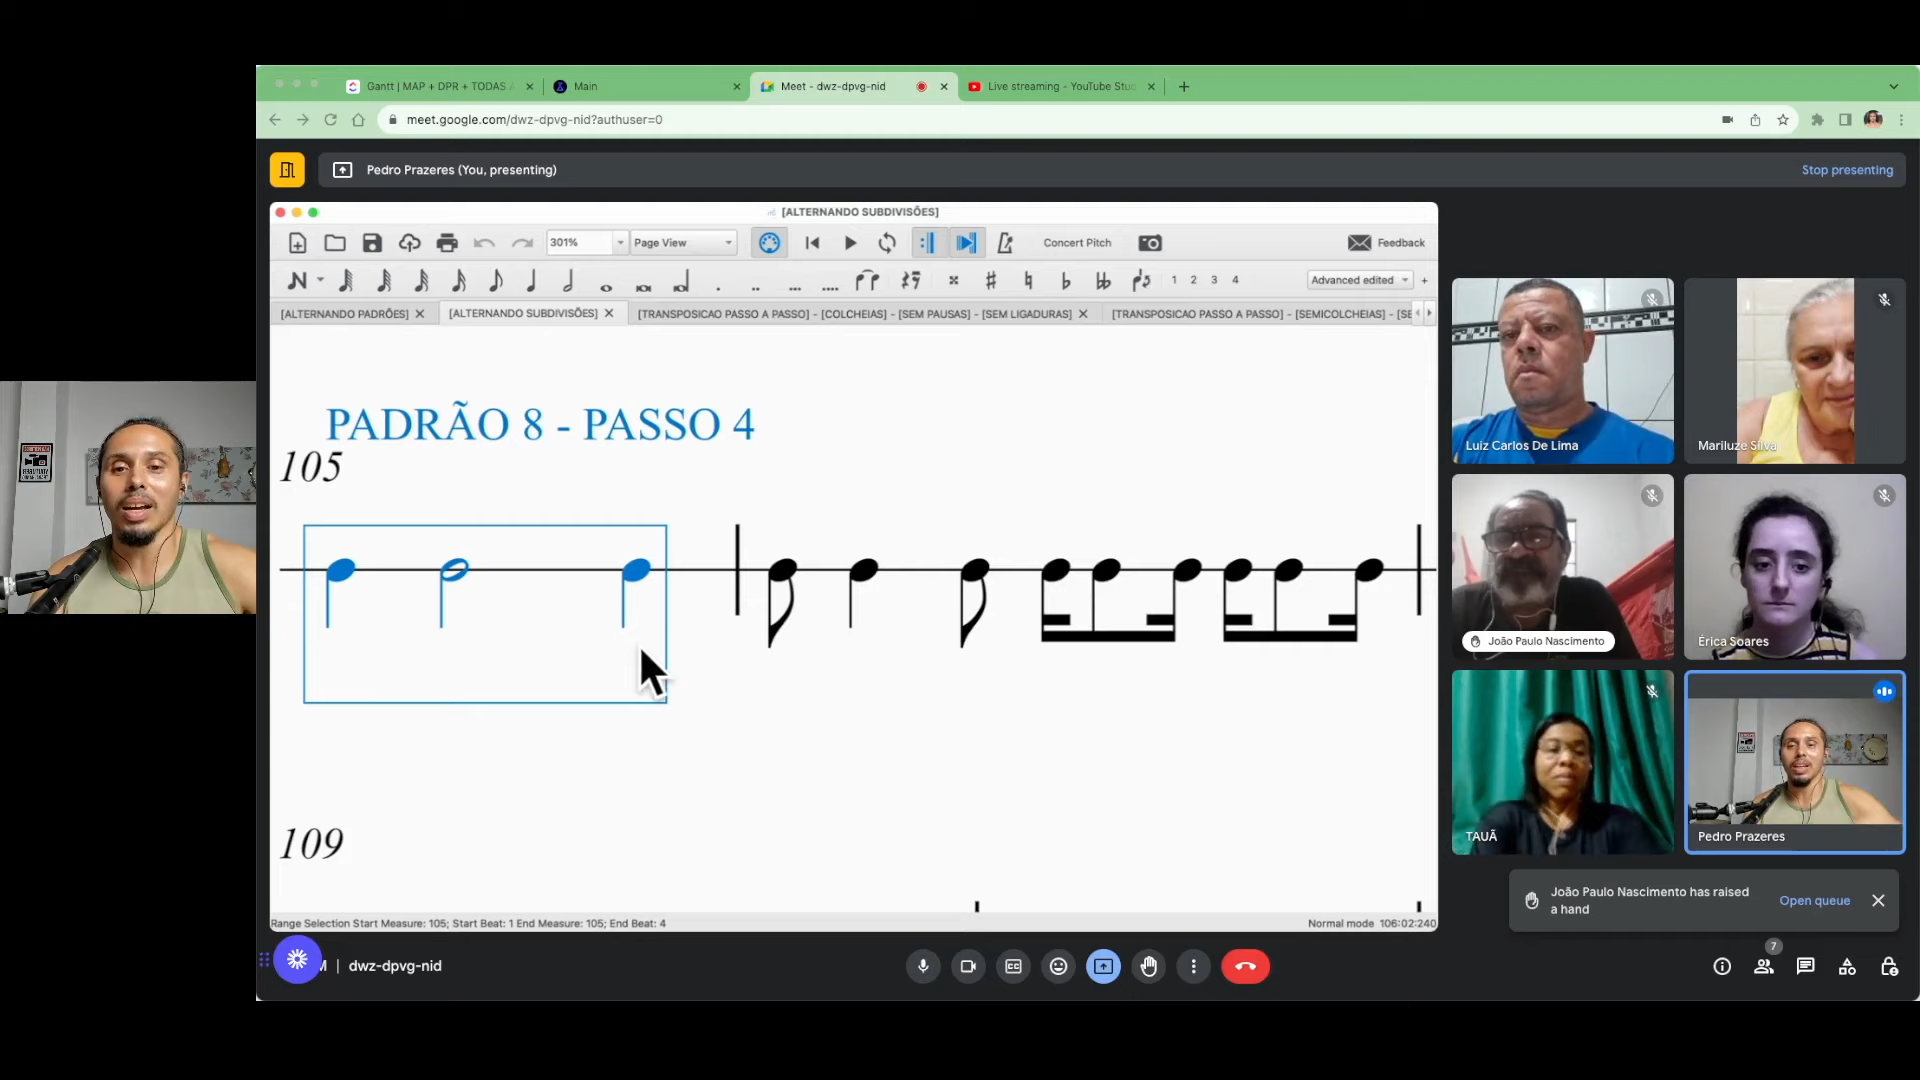 Gantt | MAP + DPR + TODAS
Main
Meet - dwz-dpvg-nid
Live streaming - YouTube Stu
meet.google.com/dwz-dpvg-nid?authuser=0
Pedro Prazeres (You, presenting)
Stop presenting
[ALTERNANDO SUBDIVISÕES]
301%
Page View
Concert Pitch
Feedback
1 2 3 4
Advanced edited
[ALTERNANDO PADRÕES]
[ALTERNANDO SUBDIVISÕES]
[TRANSPOSICAO PASSO A PASSO] - [COLCHEIAS] - [SEM PAUSAS] - [SEM LIGADURAS]
[TRANSPOSICAO PASSO A PASSO] - [SEMICOLCHEIAS] - [SE
PADRÃO 8 - PASSO 4
105
109
Range Selection Start Measure: 105; Start Beat: 1 End Measure: 105; End Beat: 4
Normal mode 106:02:240
Luiz Carlos De Lima
Mariluze Silva
João Paulo Nascimento
Érica Soares
TAUÃ
Pedro Prazeres
João Paulo Nascimento has raised
a hand
Open queue
M | dwz-dpvg-nid
7